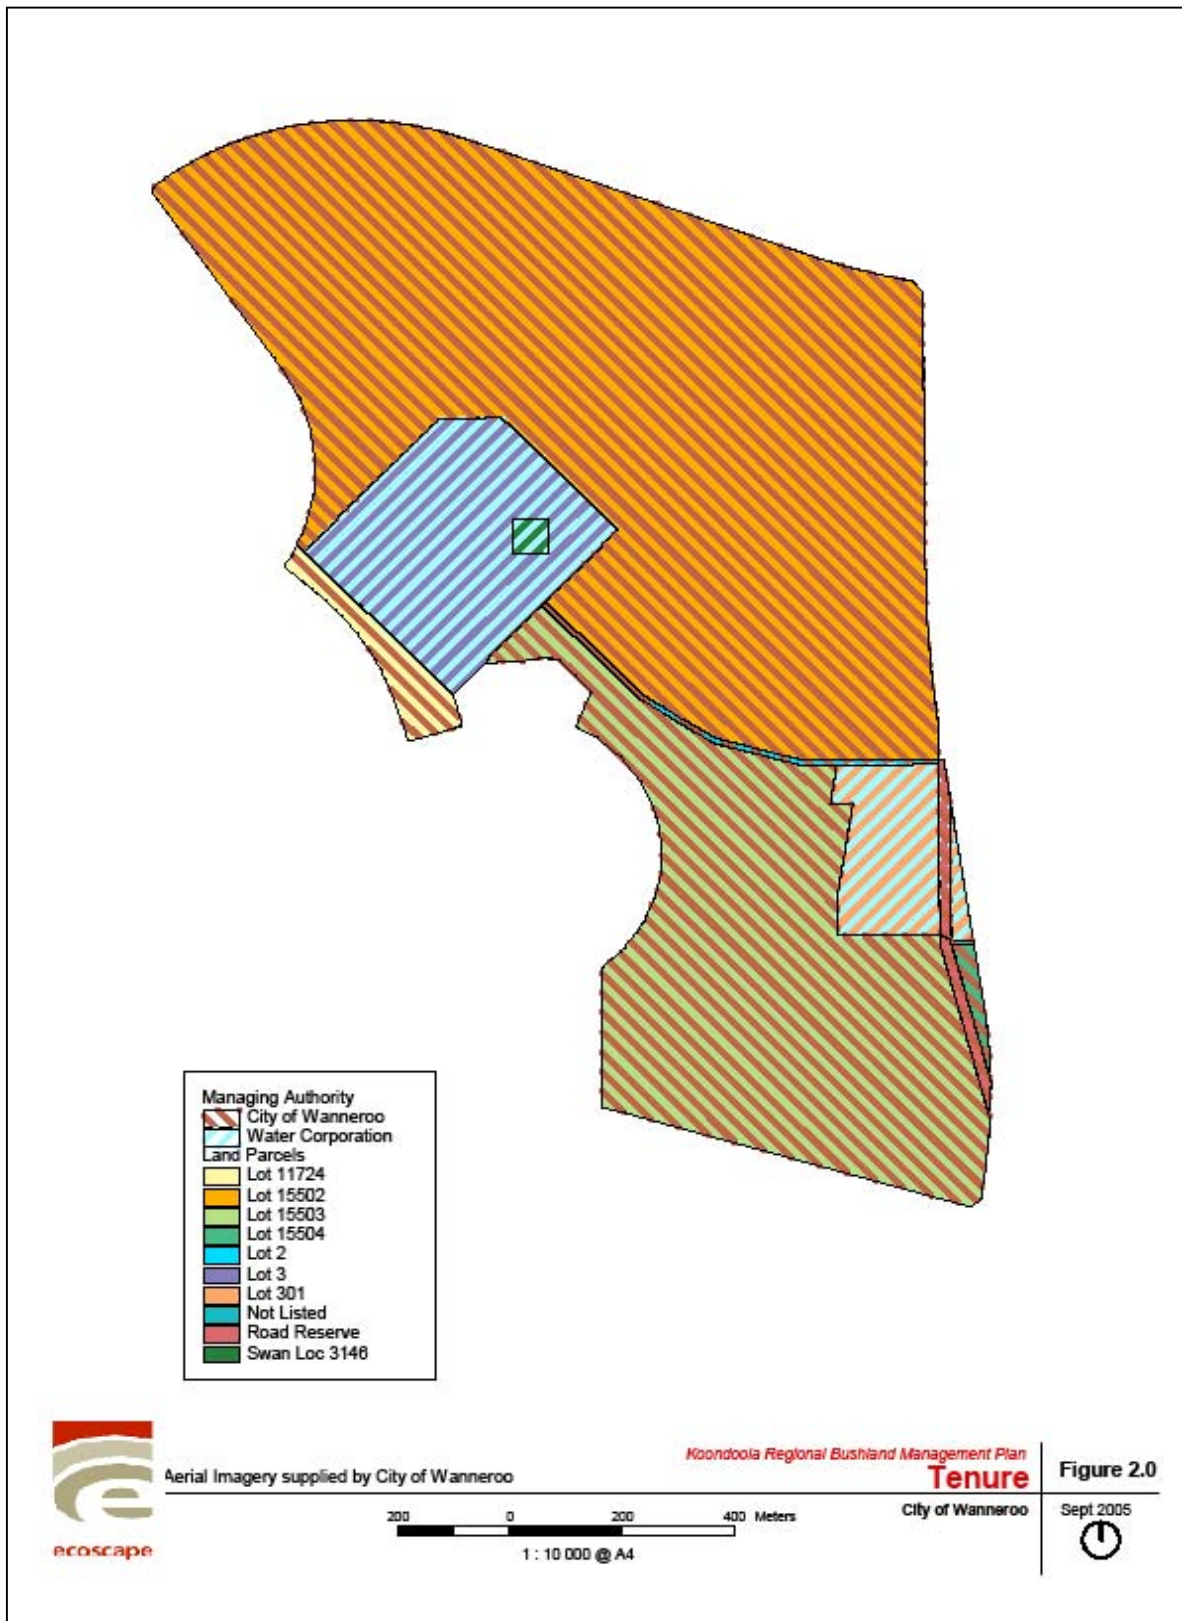 Managing Authority
City of Wanneroo
Water Corporation
Land Parcels
Lot 11724
Lot 15502
Lot 15503
Lot 15504
Lot 2
Lot 3
Lot 301
Not Listed
Road Reserve
Swan Loc 3146
ecoscape
Aerial Imagery supplied by City of Wanneroo
Koondoola Regional Bushland Management Plan
Tenure
Figure 2.0
City of Wanneroo
Sept 2005
200 0 200 400 Meters
1 : 10 000 @ A4